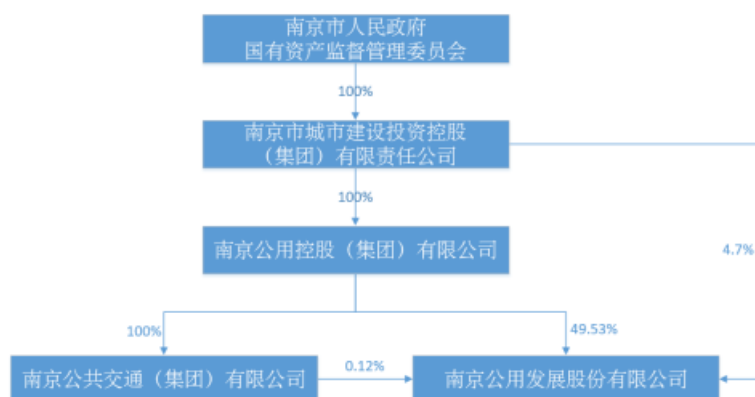 南京市人民政府
国有资产监督管理委员会
100%
南京市城市建设投资控股
（集团）有限责任公司
100%
南京公用控股（集团）有限公司
4.7%
100%
49.53%
南京公共交通（集团）有限公司
0.12%
南京公用发展股份有限公司